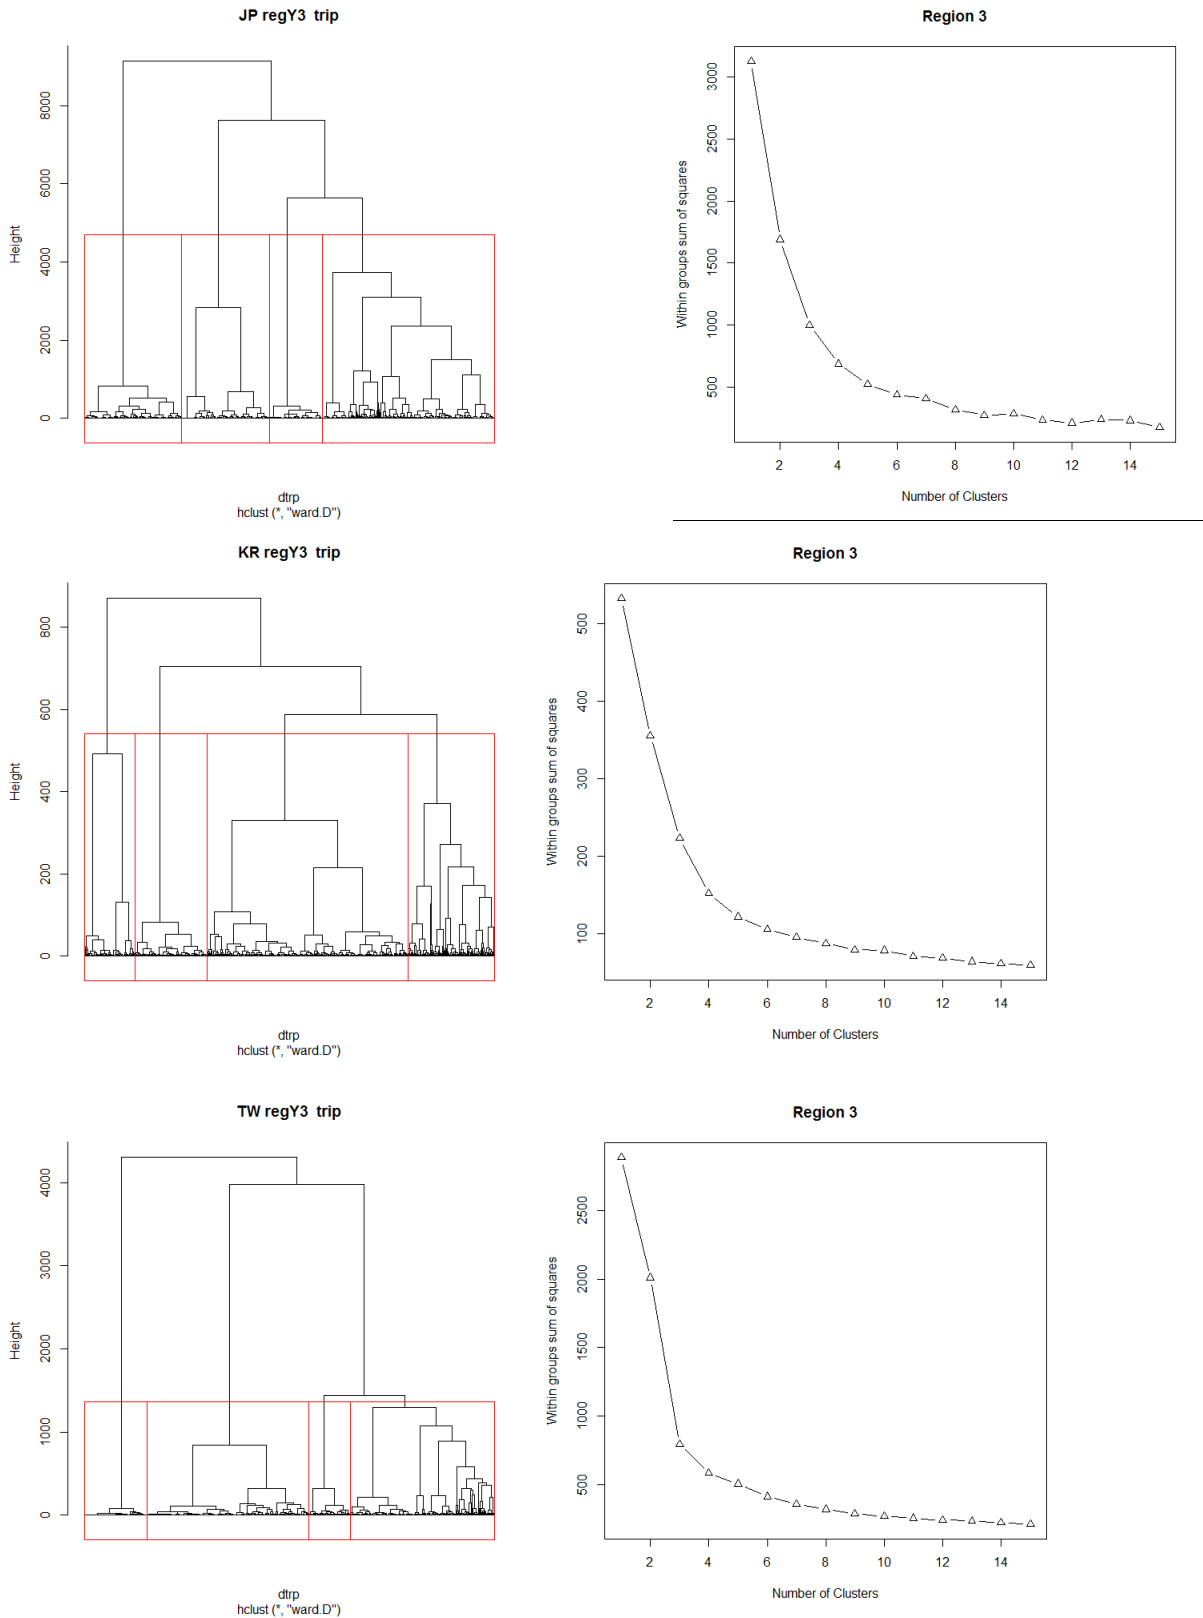 JP regY3  trip
Height
0
2000
4000
6000
8000
dtrp
hclust (*, "ward.D")
Region 3
Within groups sum of squares
500
1000
1500
2000
2500
3000
2 4 6 8 10 12 14
Number of Clusters
KR regY3  trip
Height
0
200
400
600
800
dtrp
hclust (*, "ward.D")
Region 3
Within groups sum of squares
100
200
300
400
500
2 4 6 8 10 12 14
Number of Clusters
TW regY3  trip
Height
0
1000
2000
3000
4000
dtrp
hclust (*, "ward.D")
Region 3
Within groups sum of squares
500
1000
1500
2000
2500
2 4 6 8 10 12 14
Number of Clusters